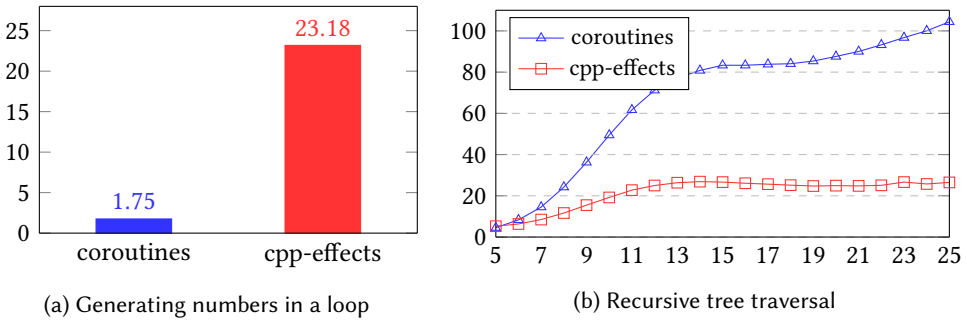 25
20
15
10
5
0
1.75
23.18
coroutines
cpp-effects
(a) Generating numbers in a loop
100
80
60
40
20
0
coroutines
cpp-effects
5 7 9 11 13 15 17 19 21 23 25
(b) Recursive tree traversal